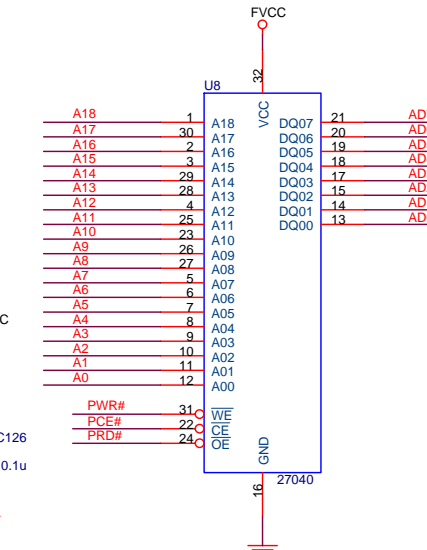 FVCC
32
U8
VCC
A18 1 A18 DQ07 21 AD
A17 30 A17 DQ06 20 AD
A16 2 A16 DQ05 19 AD
A15 3 A15 DQ04 18 AD
A14 29 A14 DQ03 17 AD
A13 28 A13 DQ02 15 AD
A12 4 A12 DQ01 14 AD
A11 25 A11 DQ00 13 AD
A10 23 A10
A9 26 A09
A8 27 A08
A7 5 A07
A6 6 A06
A5 7 A05
C A4 8 A04
A3 9 A03
A2 10 A02
A1 11 A01
A0 12 A00
PWR# 31 WE
PCE# 22 CE
PRD# 24 OE
C126
0.1u
GND
27040
16